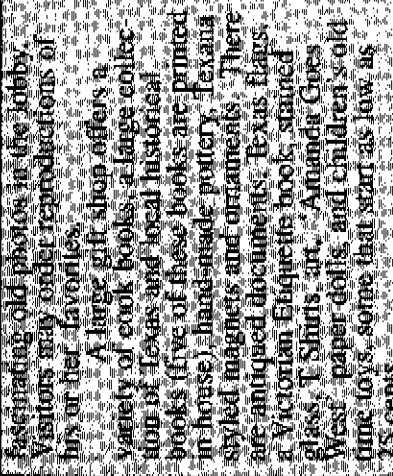 fascinating old photos in the lobby.
Visitors may order reproductions of
his or her favorites.
A large gift shop offers a
variety of cook books, a large collec-
tion of Texas and local historical
books (five of these books are printed
in-house), hand-made pottery, Texana
styled magnets and ornaments. There
are antiqued documents, Texas flags,
a Victorian Etiquette book, stained
glass, T Shirts, art, "Amanda Goes
West" paper dolls, and children's old
time toys, some that start as low as
25 cents.